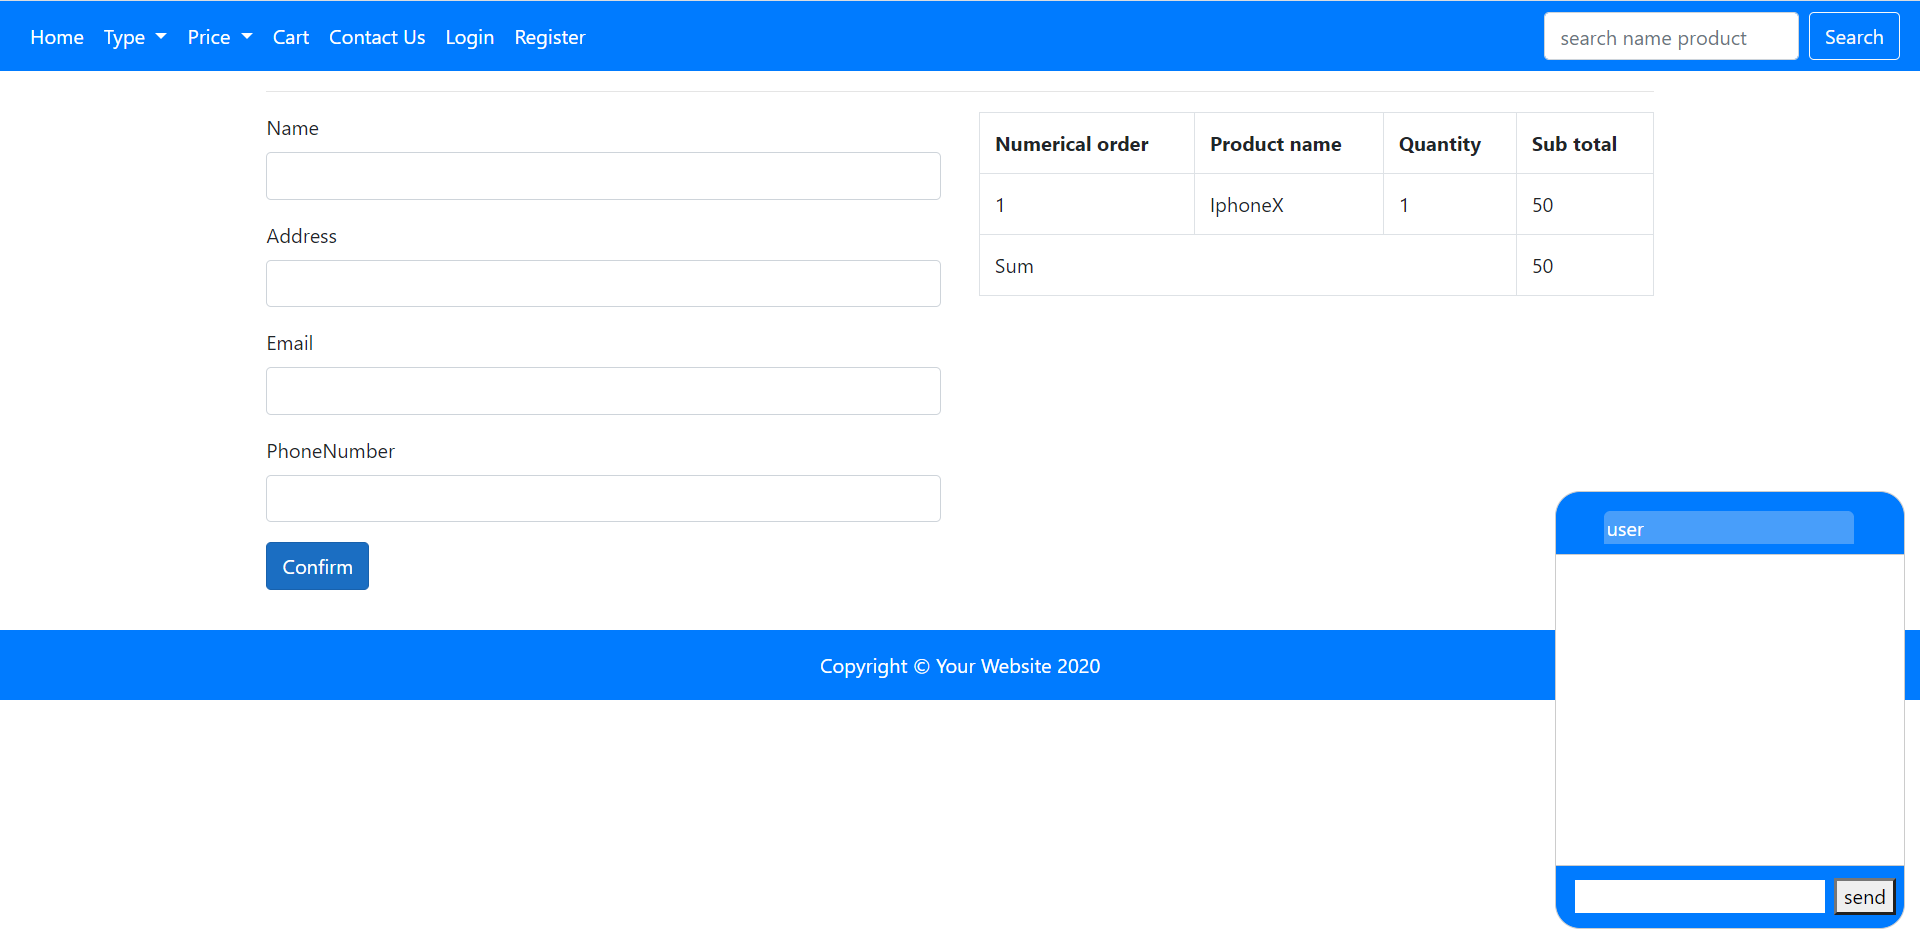 Home Type Price Cart Contact Us Login Register search name product Search
Name
Address
Email
PhoneNumber
Confirm
Numerical order Product name Quantity Sub total
1 IphoneX 1 50
Sum 50
user
send
Copyright © Your Website 2020